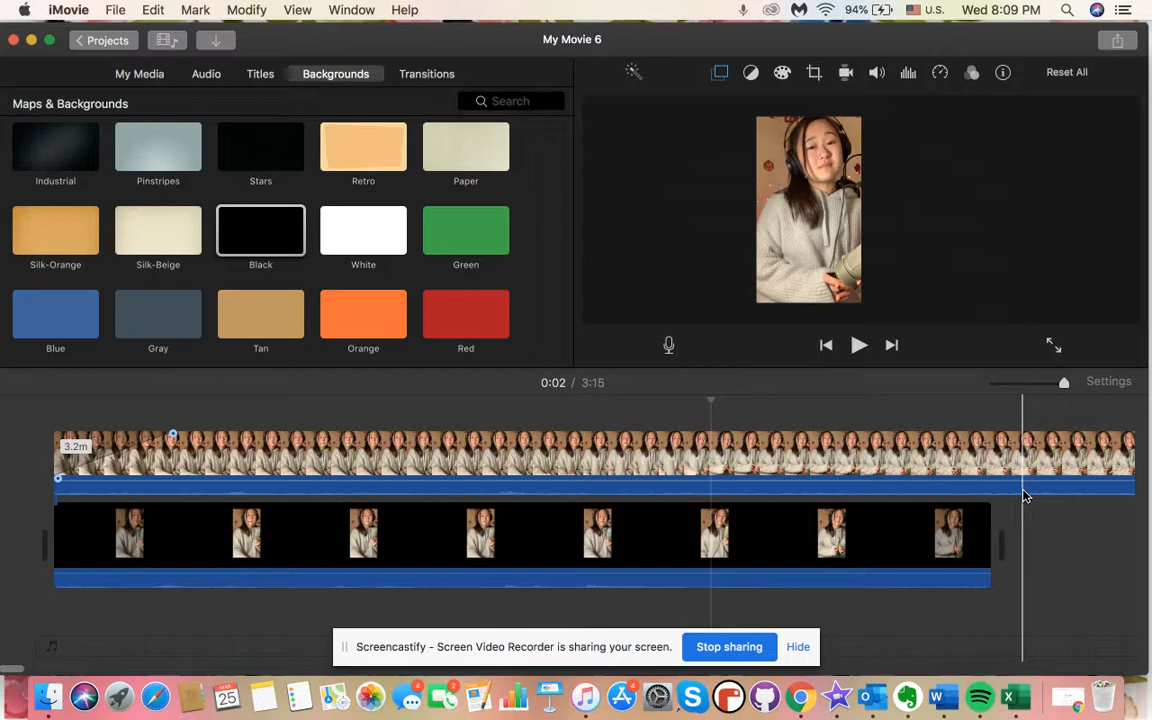 iMovie File Edit Mark Modify View Window Help
94% U.S. Wed 8:09 PM
Projects
My Movie 6
My Media Audio Titles Backgrounds Transitions
Reset All
Maps & Backgrounds
Search
Industrial Pinstripes Stars Retro Paper
Silk-Orange Silk-Beige Black White Green
Blue Gray Tan Orange Red
0:02 / 3:15
Settings
3.2m
Screencastify - Screen Video Recorder is sharing your screen. Stop sharing Hide
MAR
25
4
2